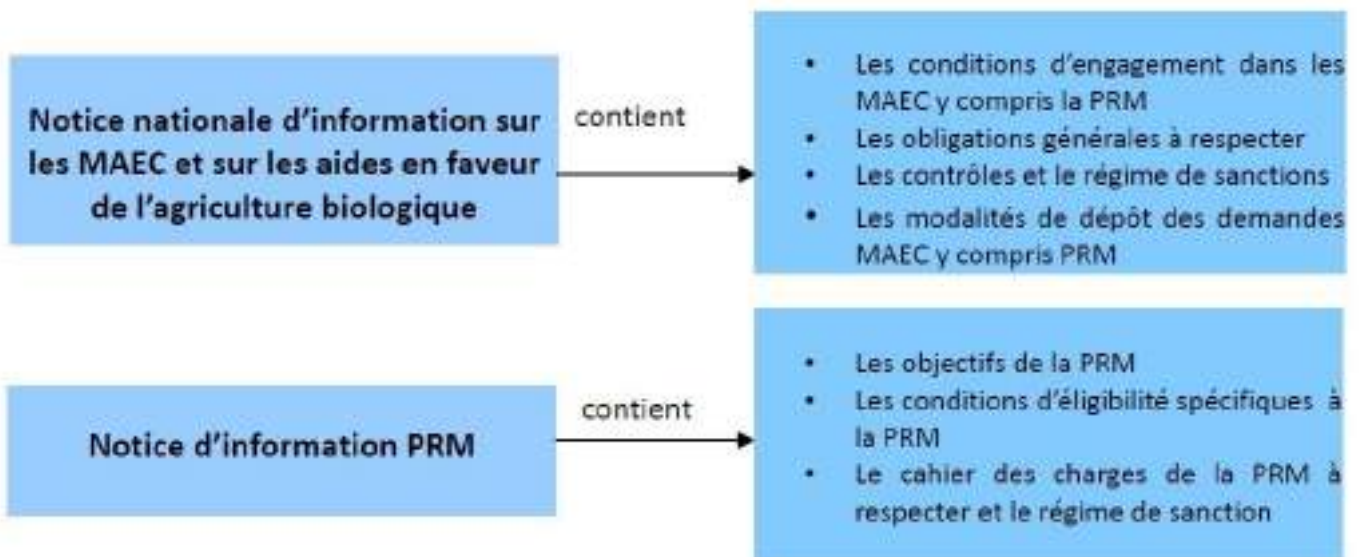 Notice nationale d'information sur
les MAEC et sur les aides en faveur
de l'agriculture biologique
contient
• Les conditions d'engagement dans les
MAEC y compris la PRM
• Les obligations générales à respecter
• Les contrôles et le régime de sanctions
• Les modalités de dépôt des demandes
MAEC y compris PRM
Notice d'information PRM
contient
• Les objectifs de la PRM
• Les conditions d'éligibilité spécifiques à
la PRM
• Le cahier des charges de la PRM à
respecter et le régime de sanction